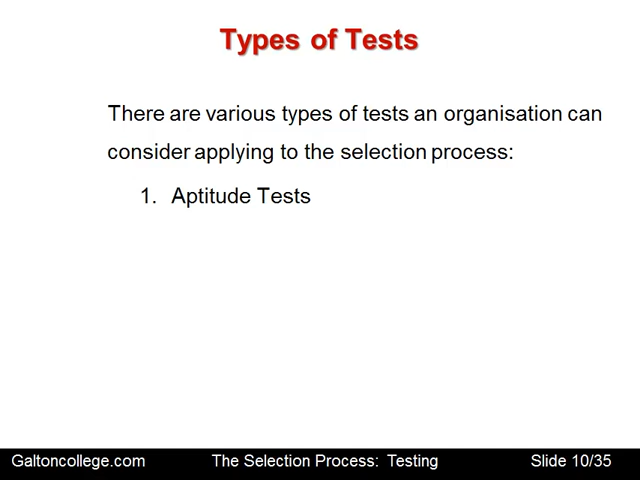 Types of Tests
There are various types of tests an organisation can
consider applying to the selection process:
1. Aptitude Tests
Galtoncollege.com The Selection Process: Testing Slide 10/35